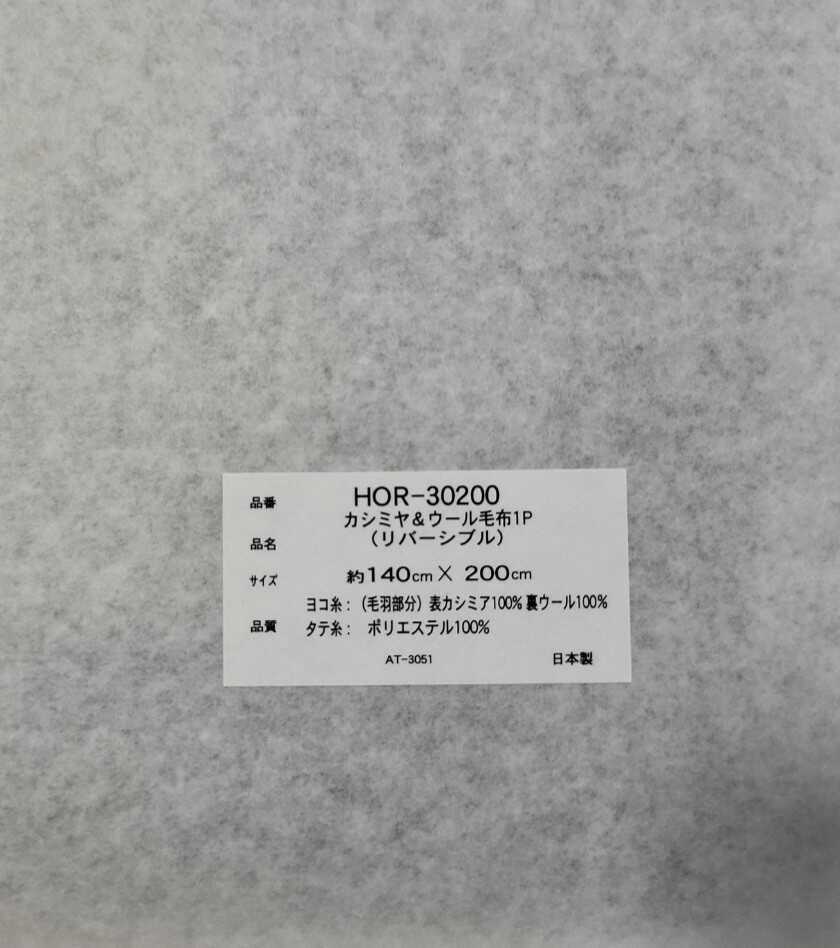 品番 HOR-30200
カシミヤ&ウール毛布1P
品名 (リバーシブル)
サイズ 約140cm×200cm
ヨコ糸:(毛羽部分)表カシミア100% 裏ウール100%
品質 タテ糸: ポリエステル100%
AT-3051 日本製